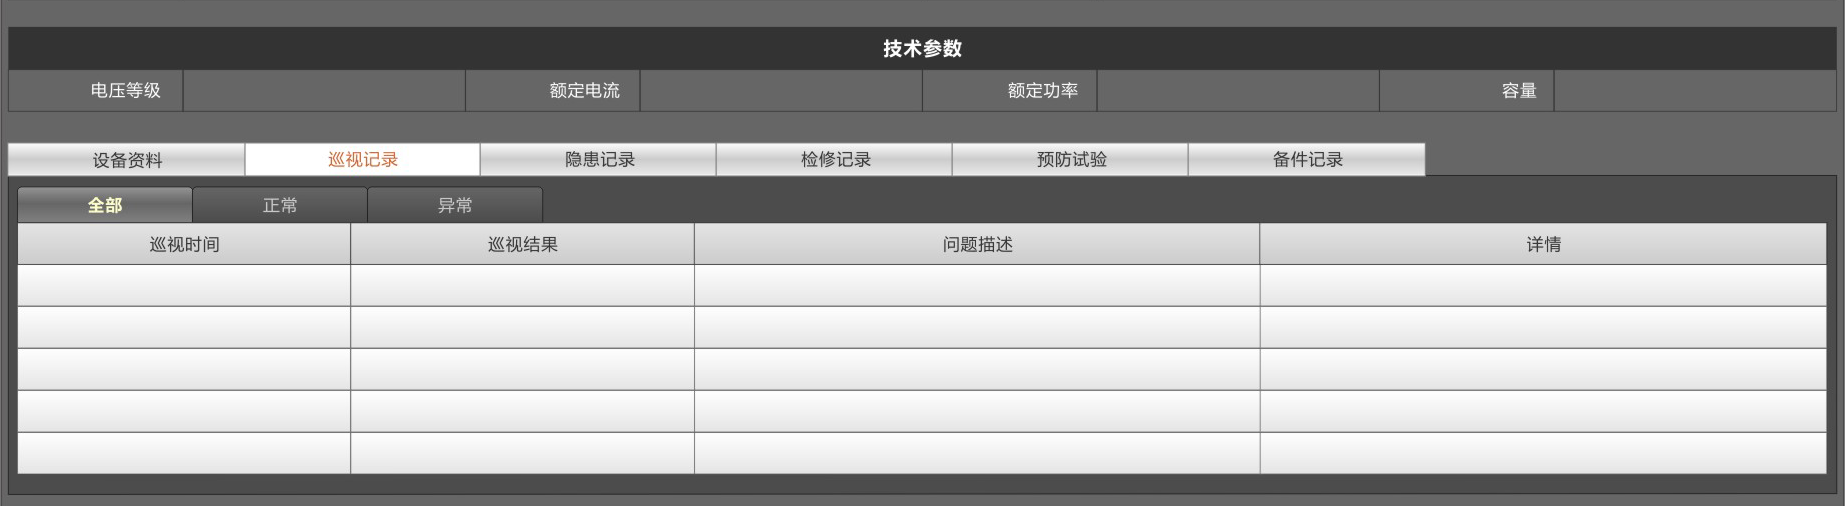 技术参数
电压等级 额定电流 额定功率 容量
设备资料 巡视记录 隐患记录 检修记录 预防试验 备件记录
全部 正常 异常
巡视时间 巡视结果 问题描述 详情